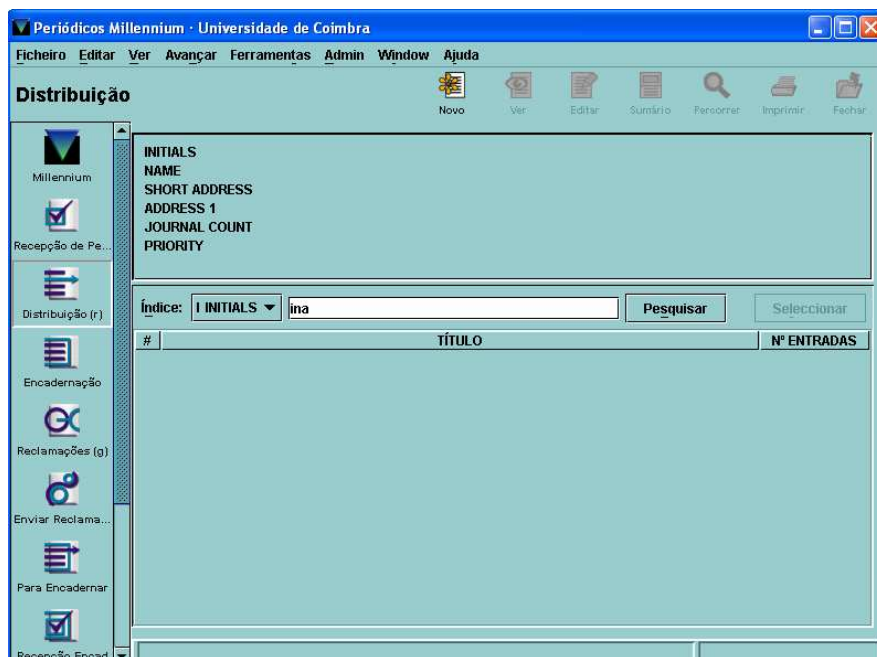 Periódicos Millennium · Universidade de Coimbra
Ficheiro Editar Ver Avançar Ferramentas Admin Window Ajuda
Distribuição
Novo Ver Editar Sumário Percorrer Imprimir Fechar
Millennium
Recepção de Pe...
Distribuição (r)
Encadernação
Reclamações (g)
Enviar Reclama...
Para Encadernar
Recepção Encad
INITIALS
NAME
SHORT ADDRESS
ADDRESS 1
JOURNAL COUNT
PRIORITY
Índice: I INITIALS ina Pesquisar Seleccionar
# TÍTULO Nº ENTRADAS